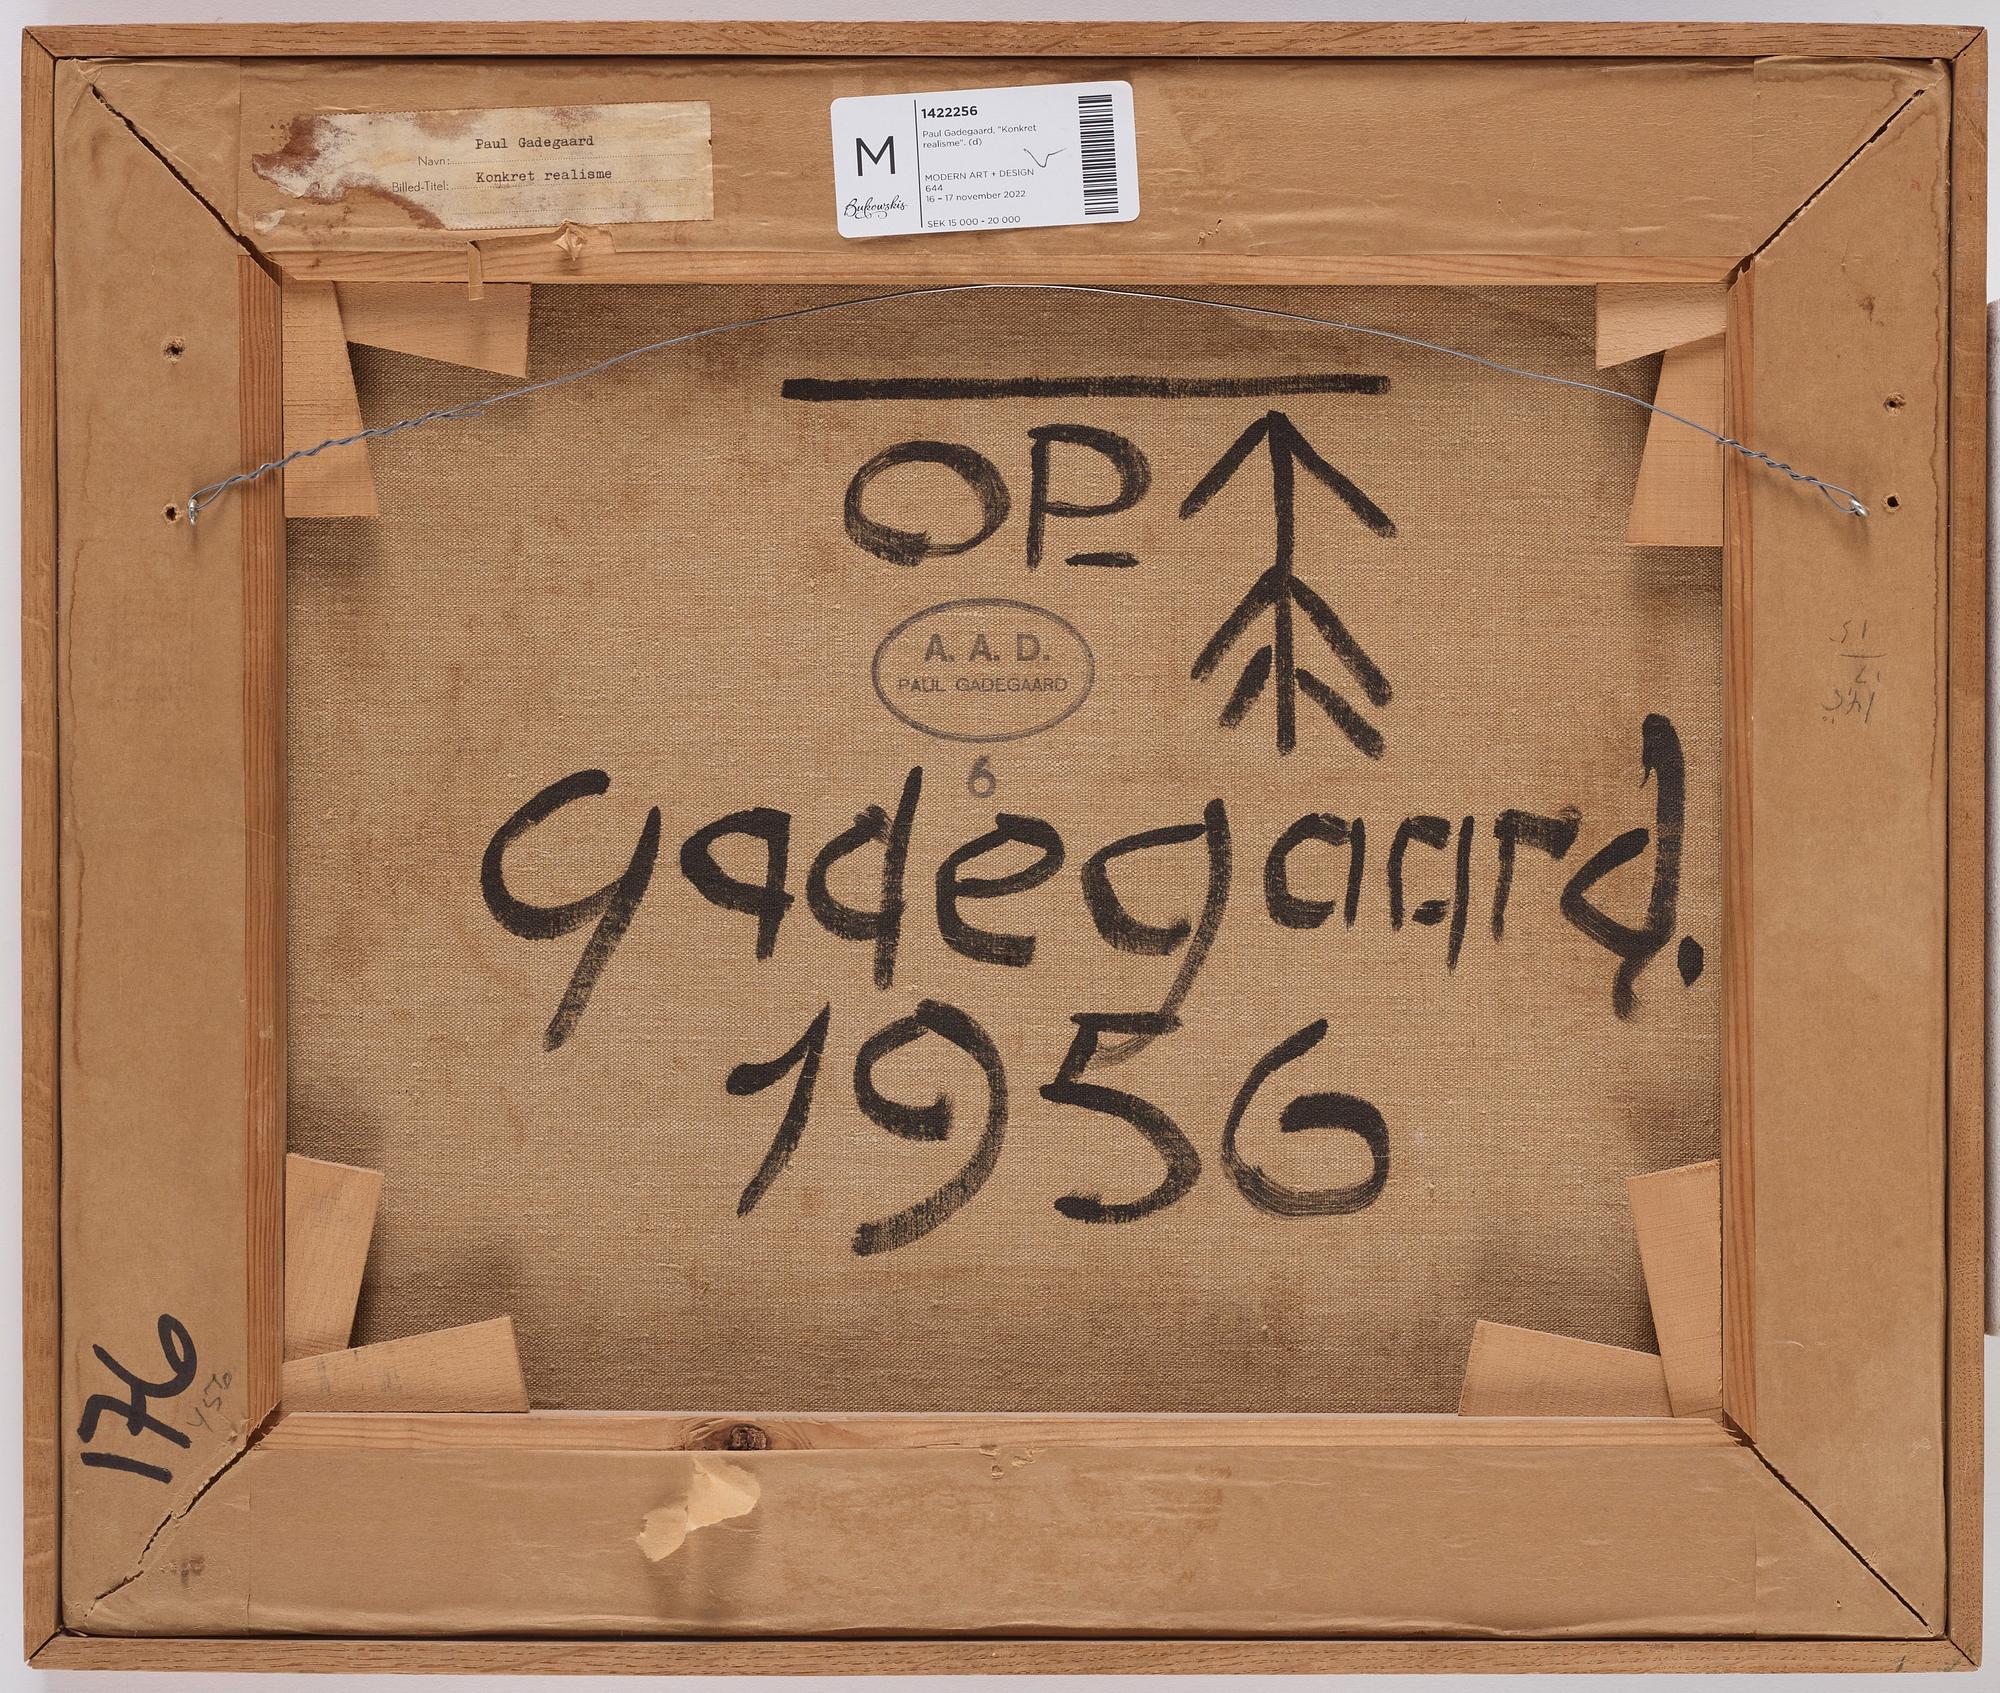 Paul Gadegaard
Navn:
Billed-Titel: Konkret realisme
M
Bukowskis
1422256
Paul Gadegaard, "Konkret
realisme". (d)
MODERN ART + DESIGN
644
16 - 17 november 2022
SEK 15 000 - 20 000
OP
A. A. D.
PAUL GADEGAARD
6
Gadegaard.
1956
176